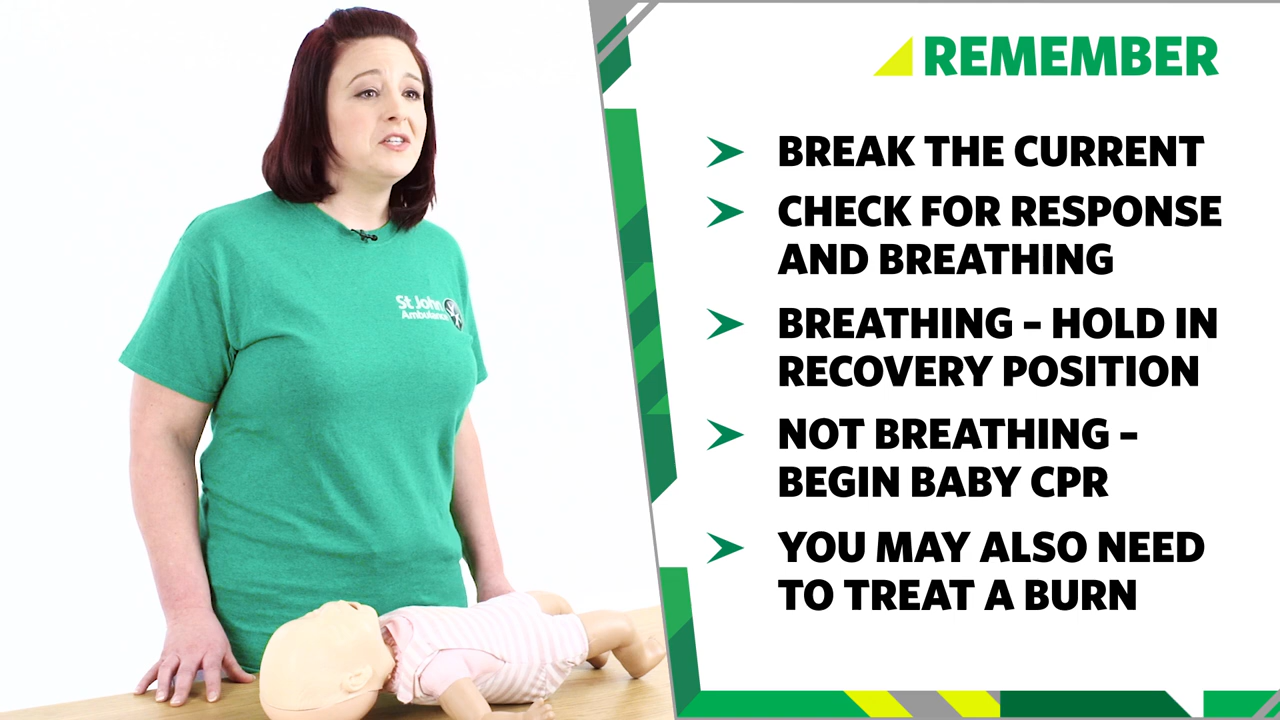 REMEMBER
BREAK THE CURRENT
CHECK FOR RESPONSE
AND BREATHING
BREATHING – HOLD IN
RECOVERY POSITION
NOT BREATHING –
BEGIN BABY CPR
YOU MAY ALSO NEED
TO TREAT A BURN
St John
Ambulance